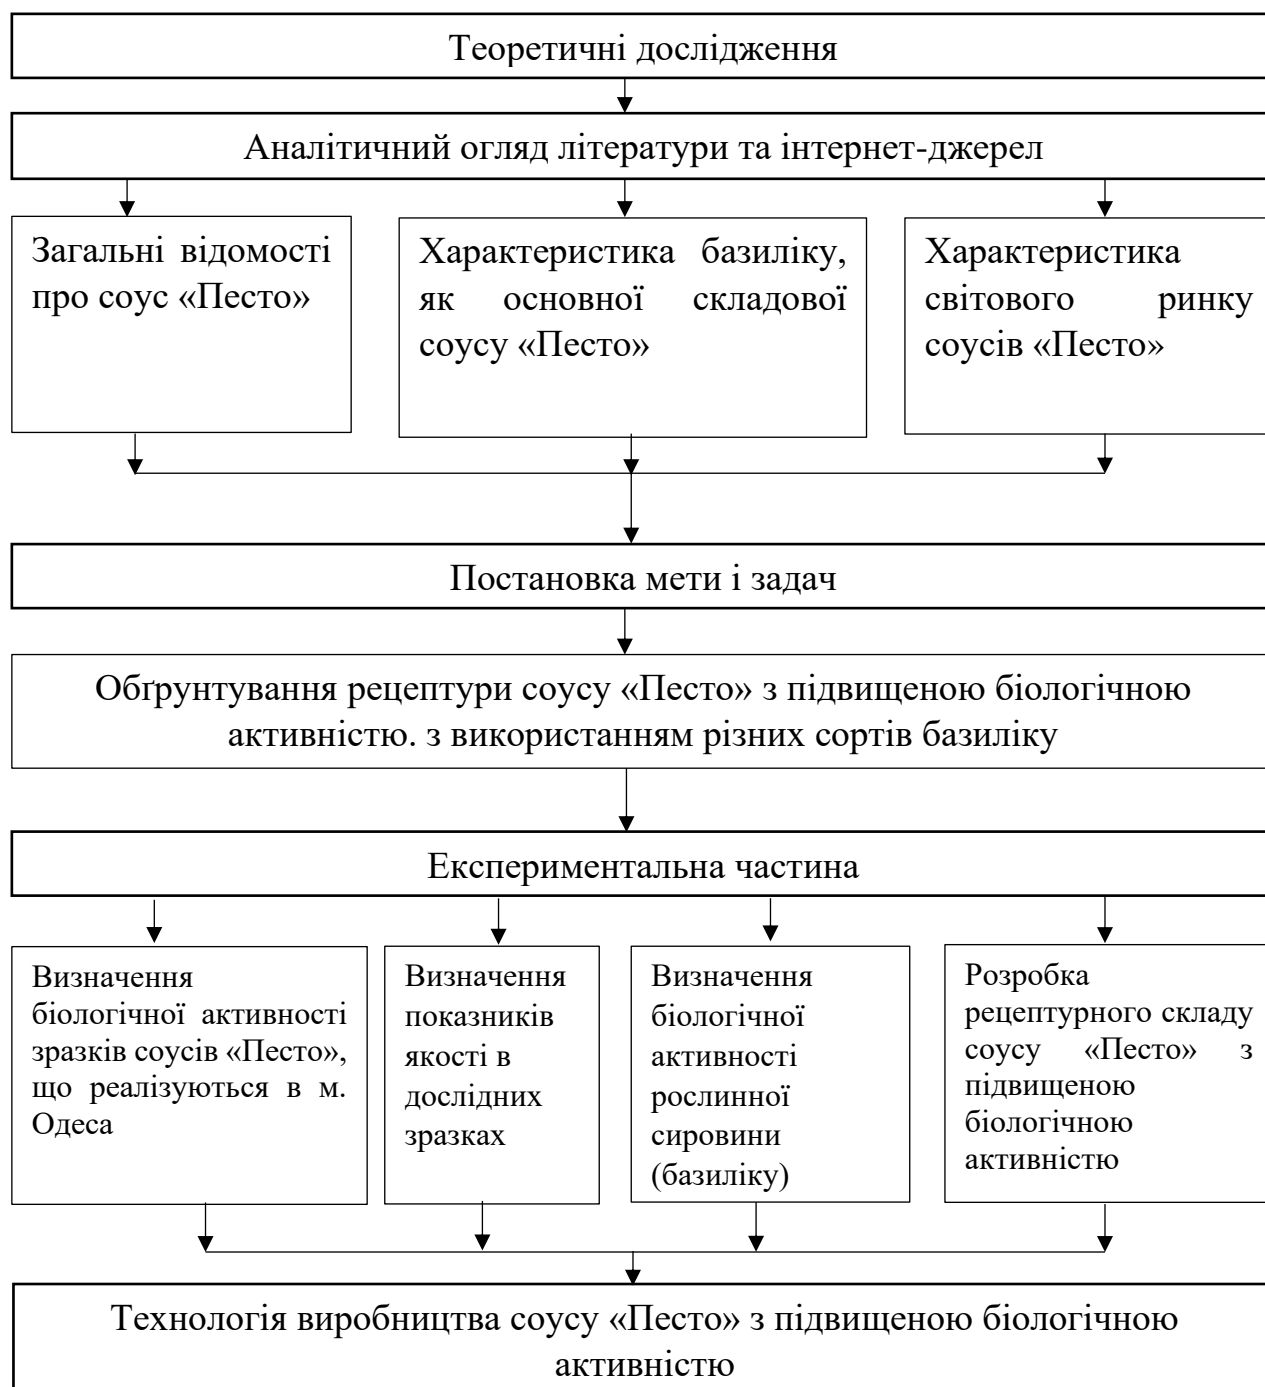 Теоретичні дослідження
Аналітичний огляд літератури та інтернет-джерел
Загальні відомості
про соус «Песто»
Характеристика базиліку,
як основної складової
соусу «Песто»
Характеристика
світового ринку
соусів «Песто»
Постановка мети і задач
Обґрунтування рецептури соусу «Песто» з підвищеною біологічною
активністю. з використанням різних сортів базиліку
Експериментальна частина
Визначення
біологічної активності
зразків соусів «Песто»,
що реалізуються в м.
Одеса
Визначення
показників
якості в
дослідних
зразках
Визначення
біологічної
активності
рослинної
сировини
(базиліку)
Розробка
рецептурного складу
соусу «Песто» з
підвищеною
біологічною
активністю
Технологія виробництва соусу «Песто» з підвищеною біологічною
активністю